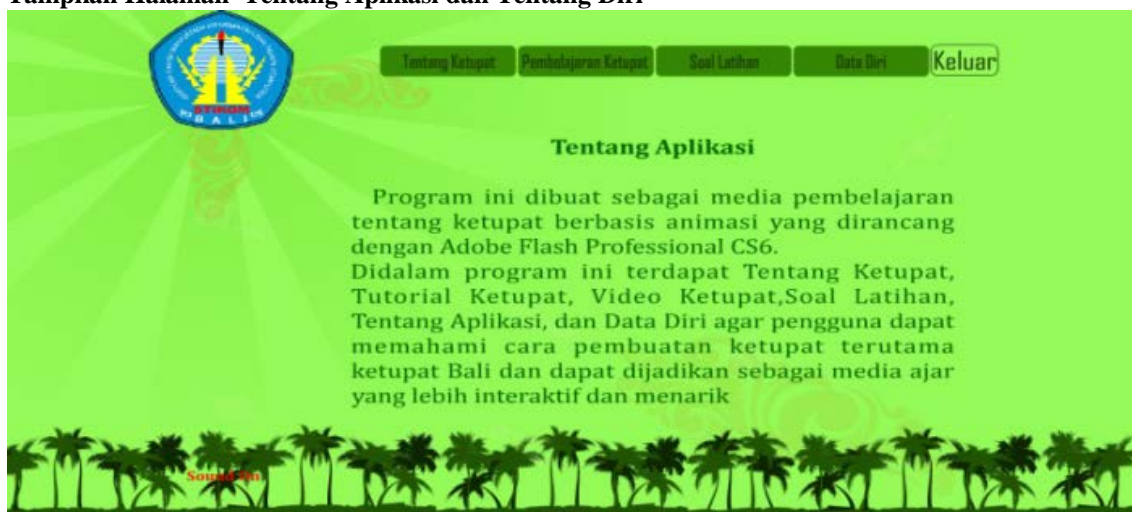 Tampilan Halaman Tentang Aplikasi dan Tentang Diri
STIKOM
BALI
Tentang Ketupat Pembelajaran Ketupat Soal Latihan Data Diri Keluar
Tentang Aplikasi
Program ini dibuat sebagai media pembelajaran
tentang ketupat berbasis animasi yang dirancang
dengan Adobe Flash Professional CS6.
Didalam program ini terdapat Tentang Ketupat,
Tutorial Ketupat, Video Ketupat,Soal Latihan,
Tentang Aplikasi, dan Data Diri agar pengguna dapat
memahami cara pembuatan ketupat terutama
ketupat Bali dan dapat dijadikan sebagai media ajar
yang lebih interaktif dan menarik
Sound On